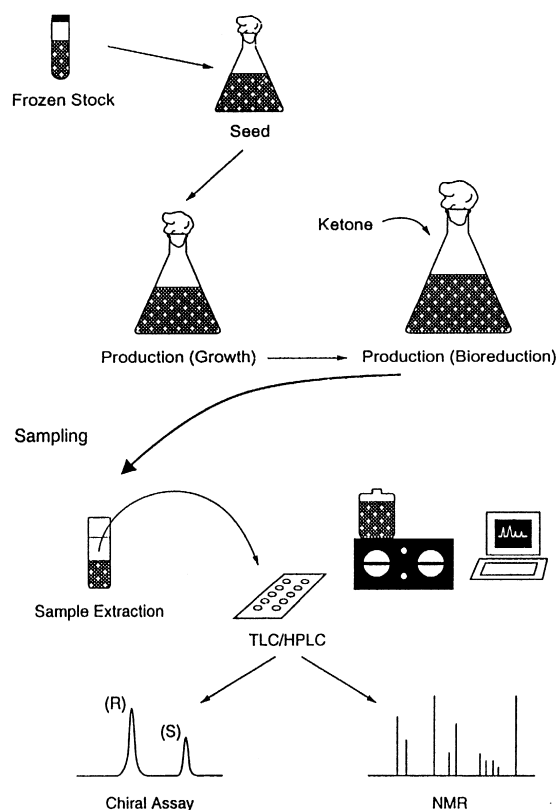 Frozen Stock
Seed
Ketone
Production (Growth)
Production (Bioreduction)
Sampling
Sample Extraction
TLC/HPLC
(R)
(S)
Chiral Assay
NMR